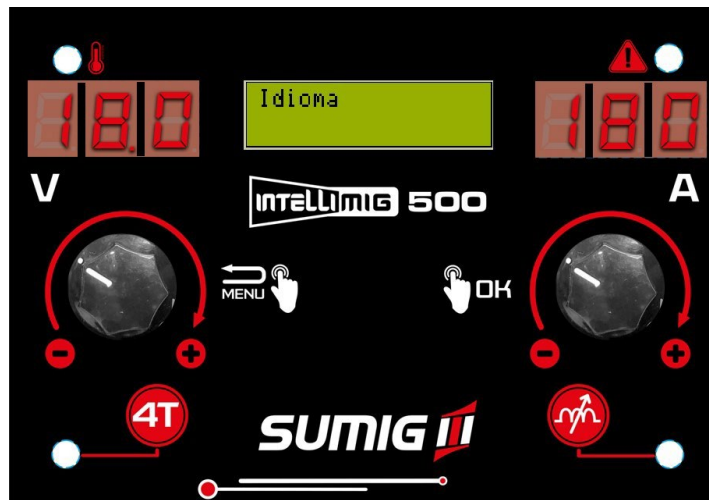 18.0
Idioma
180
V
INTELLIMIG 500
A
MENU
OK
4T
SUMIG